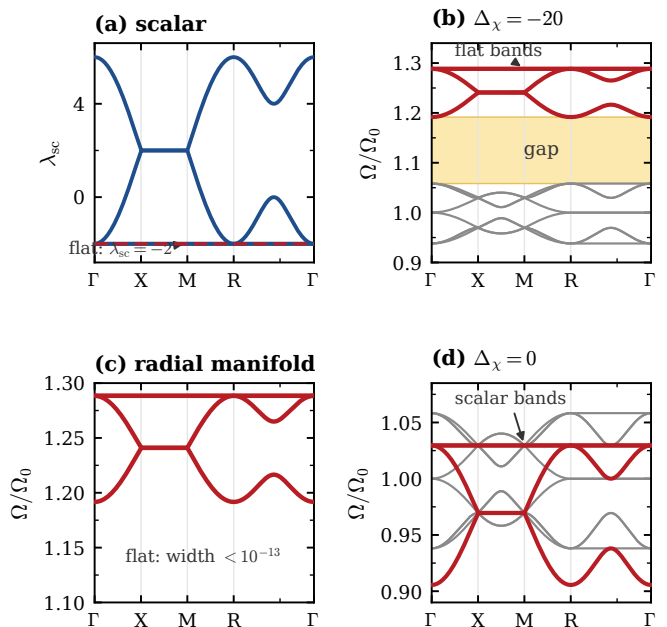 (a) scalar
λsc
4
0
flat: λsc = −2
Γ X M R Γ
(b) Δχ = −20
flat bands
Ω/Ω0
1.3
1.2
1.1
1.0
0.9
gap
Γ X M R Γ
(c) radial manifold
Ω/Ω0
1.30
1.25
1.20
1.15
1.10
flat: width < 10−13
Γ X M R Γ
(d) Δχ = 0
scalar bands
Ω/Ω0
1.05
1.00
0.95
0.90
Γ X M R Γ